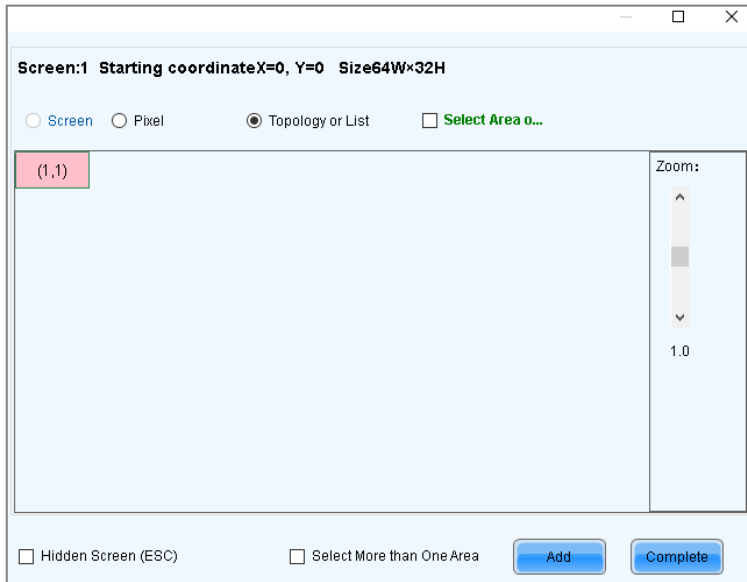 Screen:1 Starting coordinateX=0, Y=0 Size64W×32H
Screen Pixel Topology or List Select Area o...
(1,1)
Zoom:
1.0
Hidden Screen (ESC) Select More than One Area Add Complete